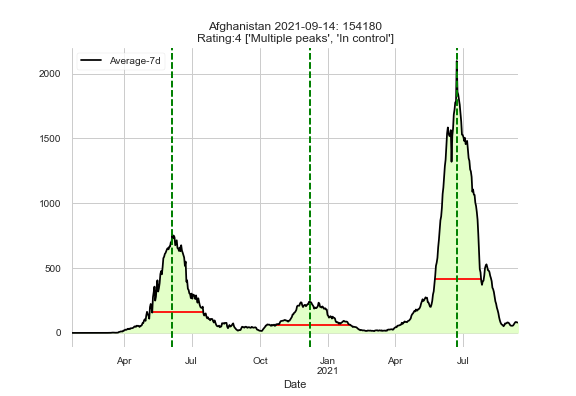 Afghanistan 2021-09-14: 154180
Rating:4 ['Multiple peaks', 'In control']
Average-7d
2000
1500
1000
500
0
Apr
Jul
Oct
Jan
2021
Apr
Jul
Date